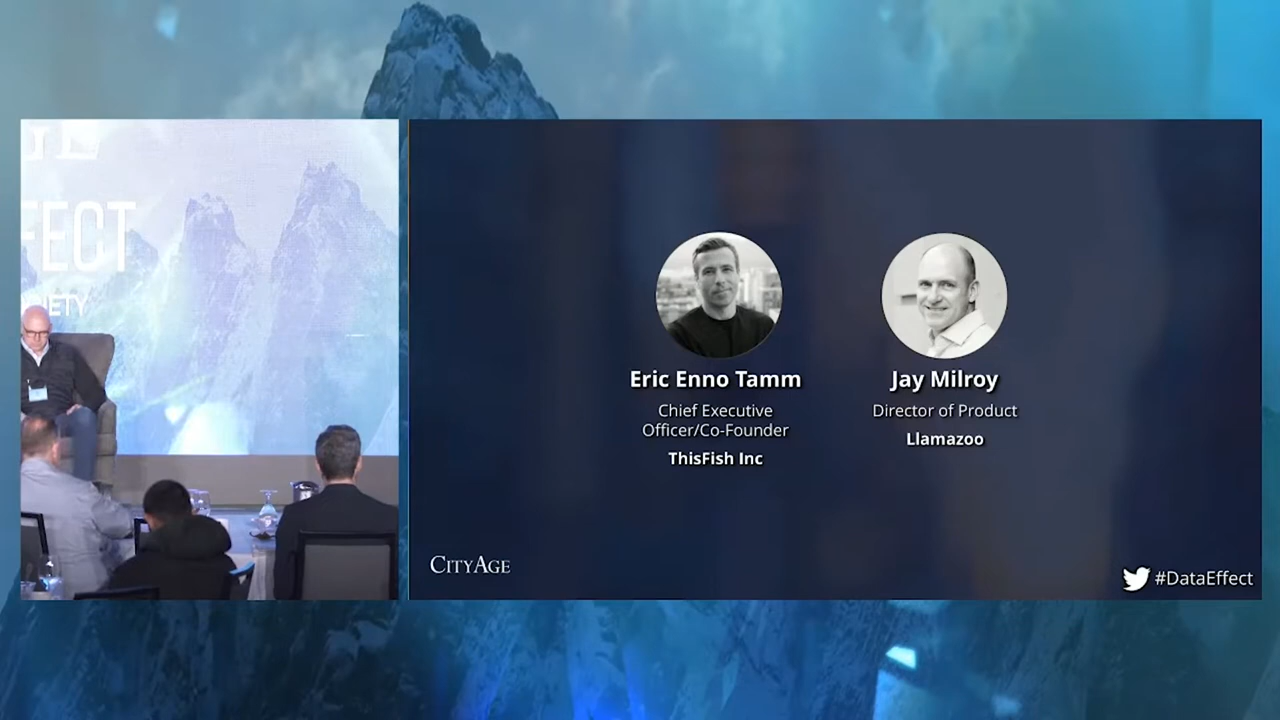 FECT
IETY
Eric Enno Tamm
Chief Executive
Officer/Co-Founder
ThisFish Inc
Jay Milroy
Director of Product
Llamazoo
CITYAGE
#DataEffect